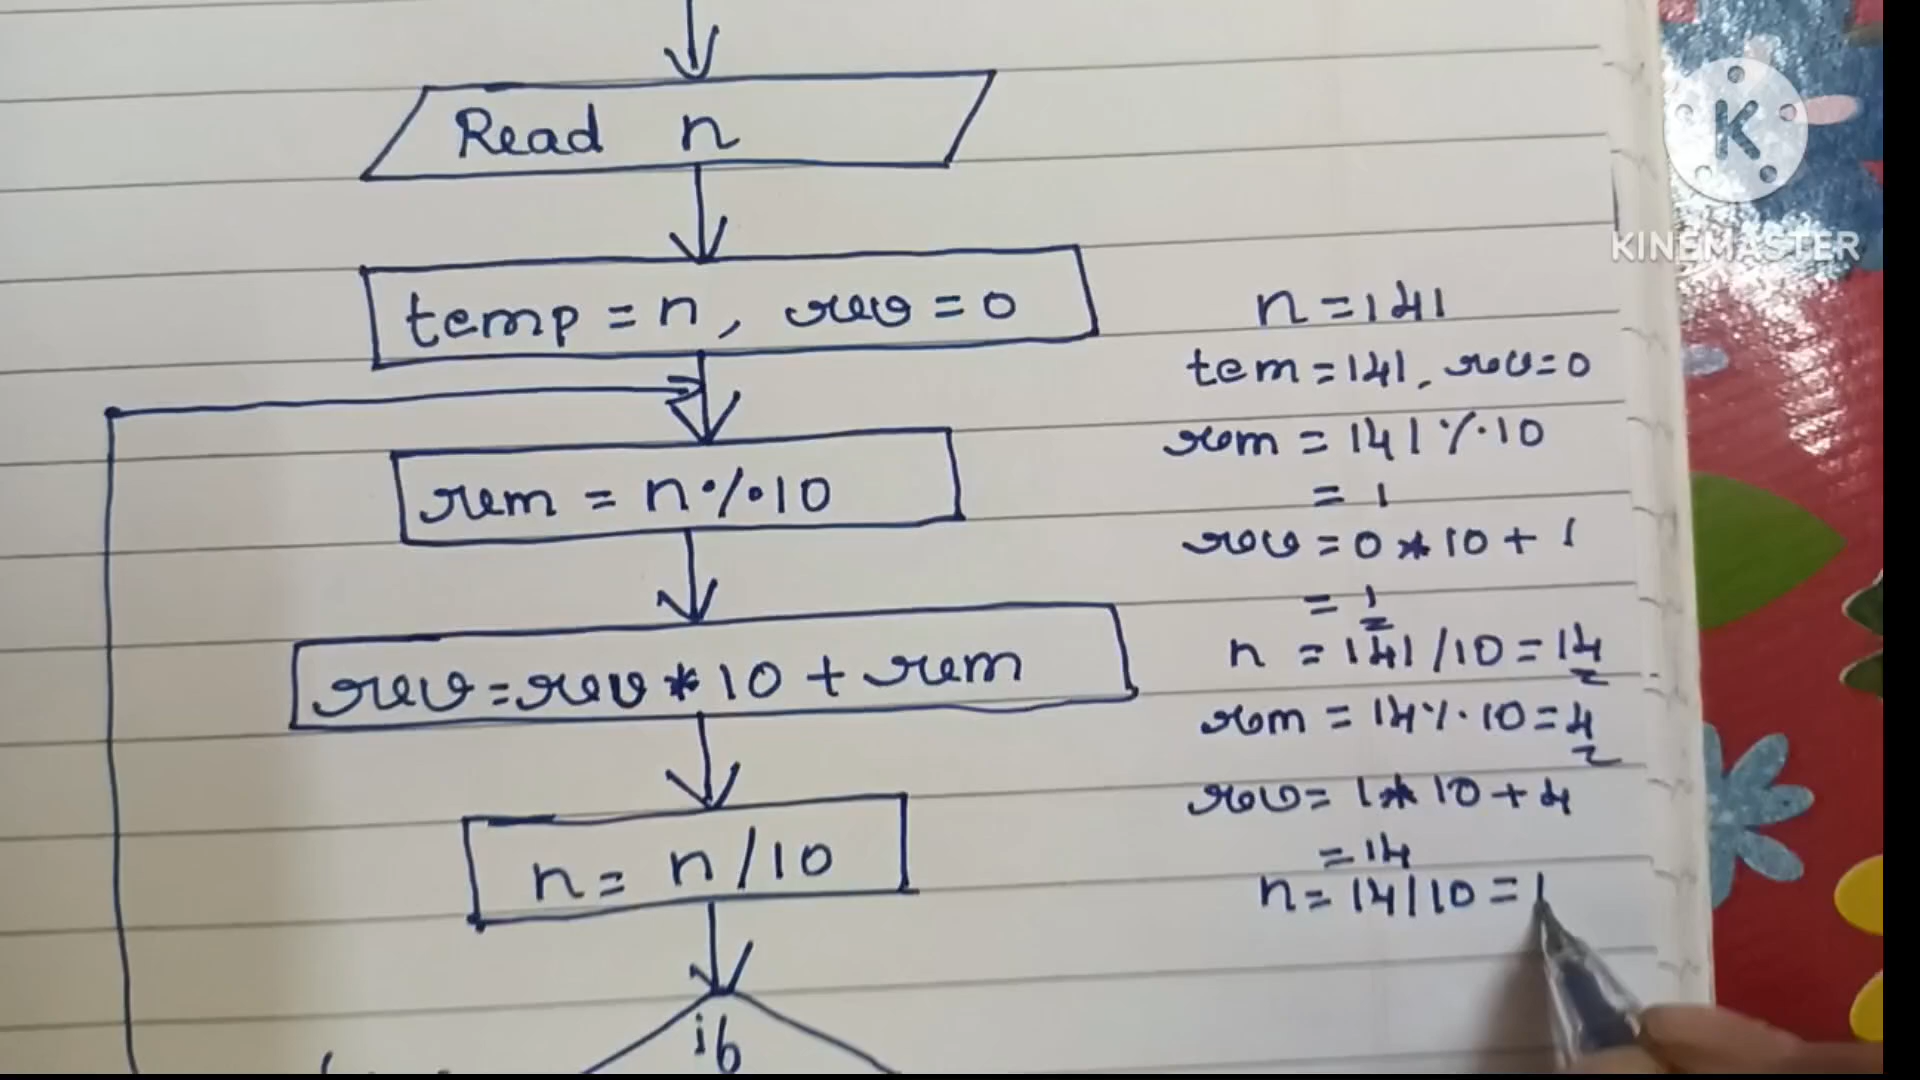 Read n
temp = n, rev = 0
rem = n % 10
rev = rev * 10 + rem
n = n / 10
if
n = 141
tem = 141, rev = 0
rem = 141 % 10
= 1
rev = 0 * 10 + 1
= 1
n = 141 / 10 = 14
rem = 14 % 10 = 4
rev = 1 * 10 + 4
= 14
n = 14 / 10 = 1
K
KINEMASTER